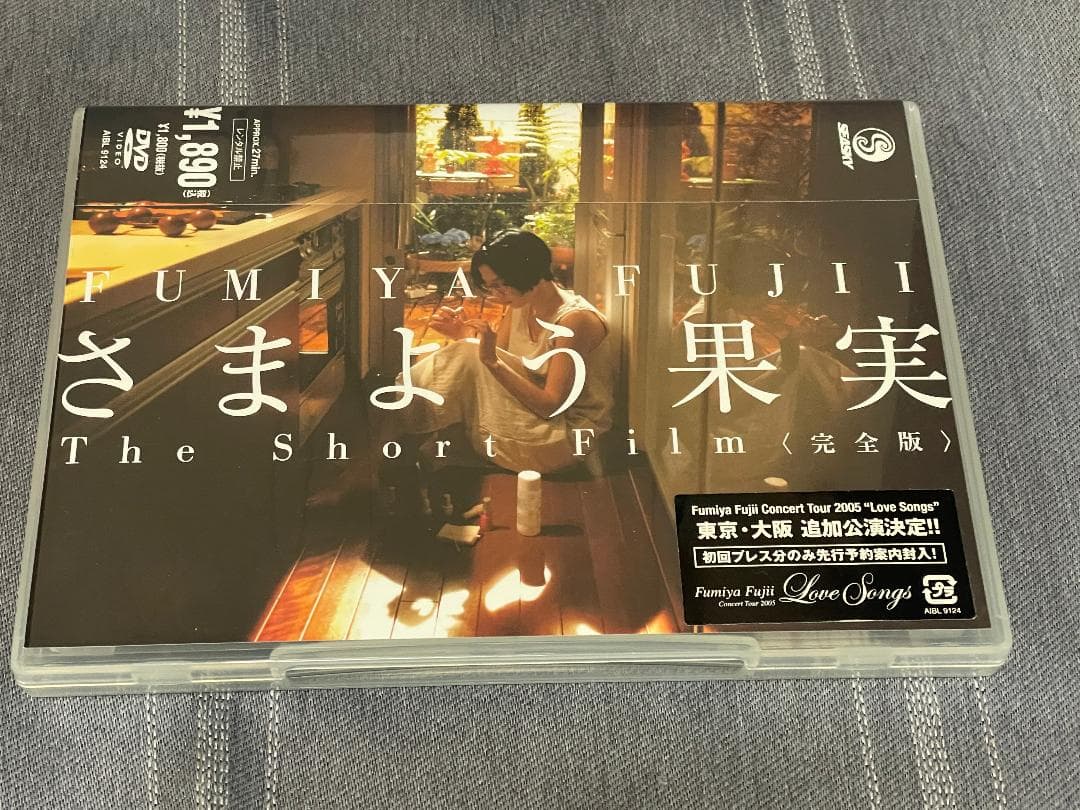 ¥1,890(税込)
¥1,800(税抜)
DVD
VIDEO
AIBL 9124
APPROX. 27min.
レンタル禁止
SEASKY
FUMIYA FUJII
さまよう果実
The Short Film〈完全版〉
Fumiya Fujii Concert Tour 2005 “Love Songs”
東京・大阪 追加公演決定!!
初回プレス分のみ先行予約案内封入!
Fumiya Fujii
Concert Tour 2005
Love Songs
プラ
AIBL 9124